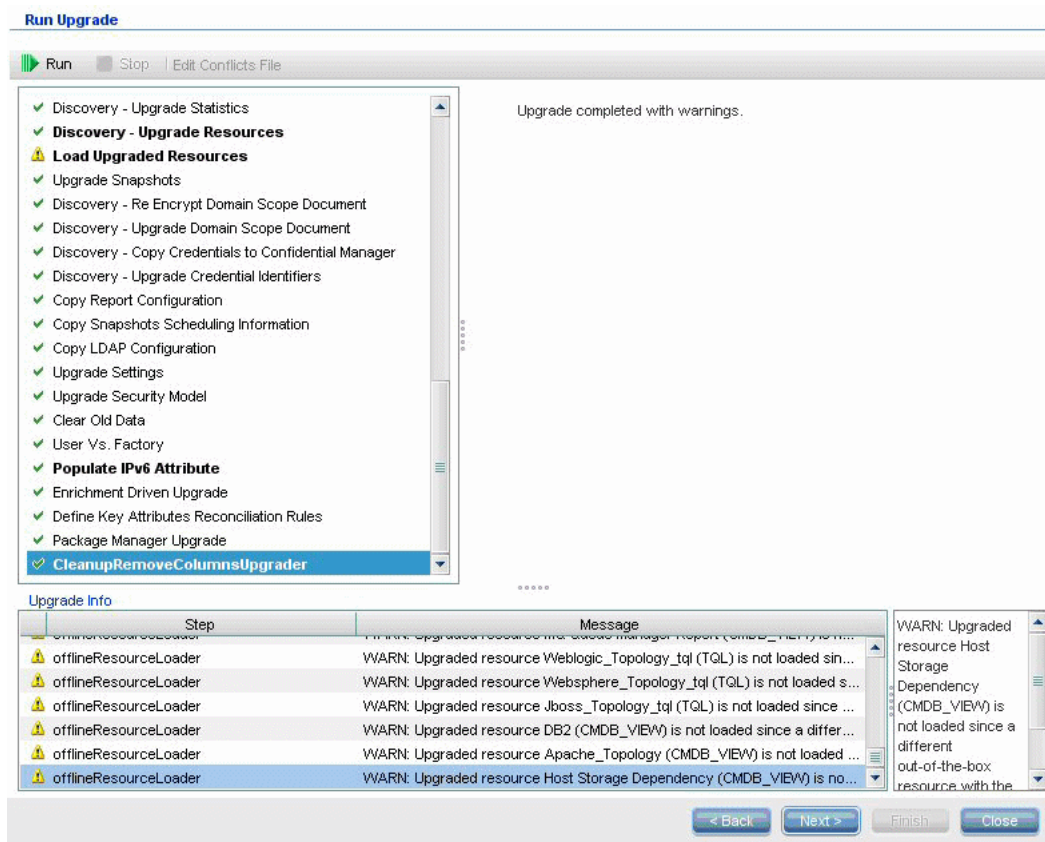 Run Upgrade
Run Stop Edit Conflicts File
Discovery - Upgrade Statistics
Discovery - Upgrade Resources
Load Upgraded Resources
Upgrade Snapshots
Discovery - Re Encrypt Domain Scope Document
Discovery - Upgrade Domain Scope Document
Discovery - Copy Credentials to Confidential Manager
Discovery - Upgrade Credential Identifiers
Copy Report Configuration
Copy Snapshots Scheduling Information
Copy LDAP Configuration
Upgrade Settings
Upgrade Security Model
Clear Old Data
User Vs. Factory
Populate IPv6 Attribute
Enrichment Driven Upgrade
Define Key Attributes Reconciliation Rules
Package Manager Upgrade
CleanupRemoveColumnsUpgrader
Upgrade completed with warnings.
Upgrade Info
Step Message
offlineResourceLoader WARN: Upgraded resource Weblogic_Topology_tql (TQL) is not loaded sin...
offlineResourceLoader WARN: Upgraded resource Websphere_Topology_tql (TQL) is not loaded s...
offlineResourceLoader WARN: Upgraded resource Jboss_Topology_tql (TQL) is not loaded since ...
offlineResourceLoader WARN: Upgraded resource DB2 (CMDB_VIEW) is not loaded since a differ...
offlineResourceLoader WARN: Upgraded resource Apache_Topology (CMDB_VIEW) is not loaded ...
offlineResourceLoader WARN: Upgraded resource Host Storage Dependency (CMDB_VIEW) is no...
WARN: Upgraded
resource Host
Storage
Dependency
(CMDB_VIEW) is
not loaded since a
different
out-of-the-box
resource with the
< Back Next > Finish Close